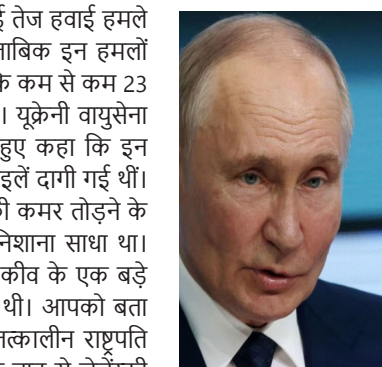 ई तेज हवाई हमले
ताबिक इन हमलों
के कम से कम 23
। यूक्रेनी वायुसेना
हुए कहा कि इन
इलें दागी गई थीं।
की कमर तोड़ने के
निशाना साधा था।
कीव के एक बड़े
थी। आपको बता
तत्कालीन राष्ट्रपति